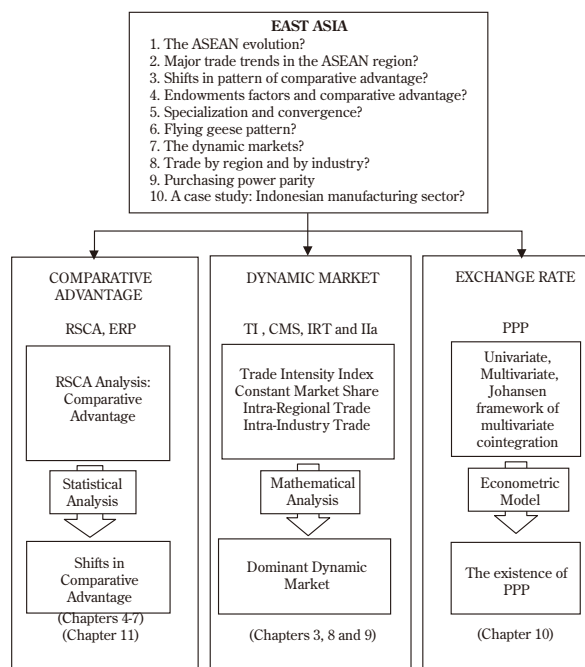 EAST ASIA
1. The ASEAN evolution?
2. Major trade trends in the ASEAN region?
3. Shifts in pattern of comparative advantage?
4. Endowments factors and comparative advantage?
5. Specialization and convergence?
6. Flying geese pattern?
7. The dynamic markets?
8. Trade by region and by industry?
9. Purchasing power parity
10. A case study: Indonesian manufacturing sector?
COMPARATIVE
ADVANTAGE
RSCA, ERP
RSCA Analysis:
Comparative
Advantage
Statistical
Analysis
Shifts in
Comparative
Advantage
(Chapters 4-7)
(Chapter 11)
DYNAMIC MARKET
TI , CMS, IRT and IIa
Trade Intensity Index
Constant Market Share
Intra-Regional Trade
Intra-Industry Trade
Mathematical
Analysis
Dominant Dynamic
Market
(Chapters 3, 8 and 9)
EXCHANGE RATE
PPP
Univariate,
Multivariate,
Johansen
framework of
multivariate
cointegration
Econometric
Model
The existence of
PPP
(Chapter 10)